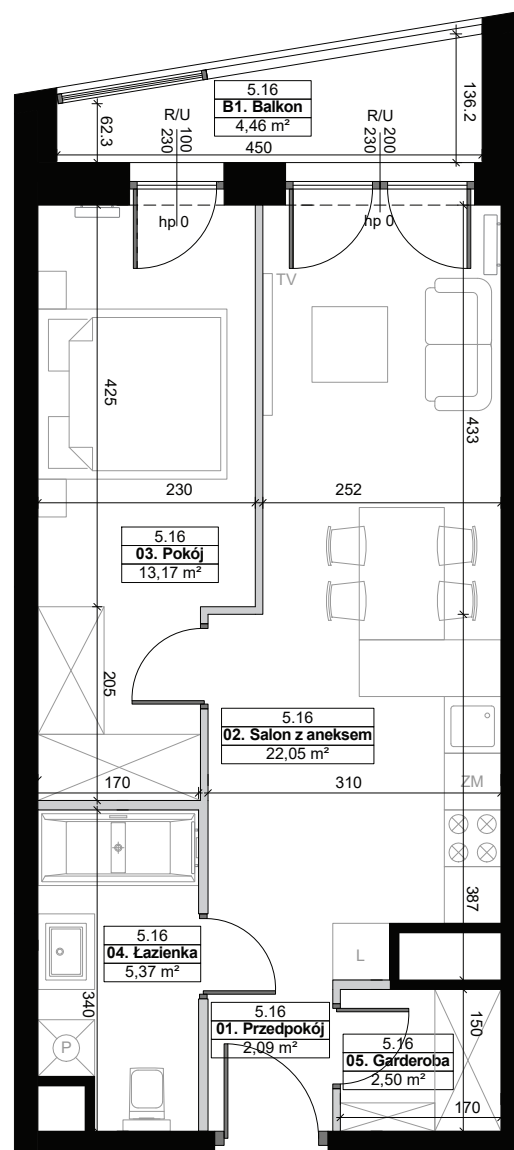 5.16
B1. Balkon
4,46 m²
62.3
136.2
R/U
100
230
R/U
200
230
450
hp 0
hp 0
TV
425
433
230
252
5.16
03. Pokój
13,17 m²
205
5.16
02. Salon z aneksem
22,05 m²
170
310
ZM
387
5.16
04. Łazienka
5,37 m²
L
340
5.16
01. Przedpokój
2,09 m²
150
P
5.16
05. Garderoba
2,50 m²
170